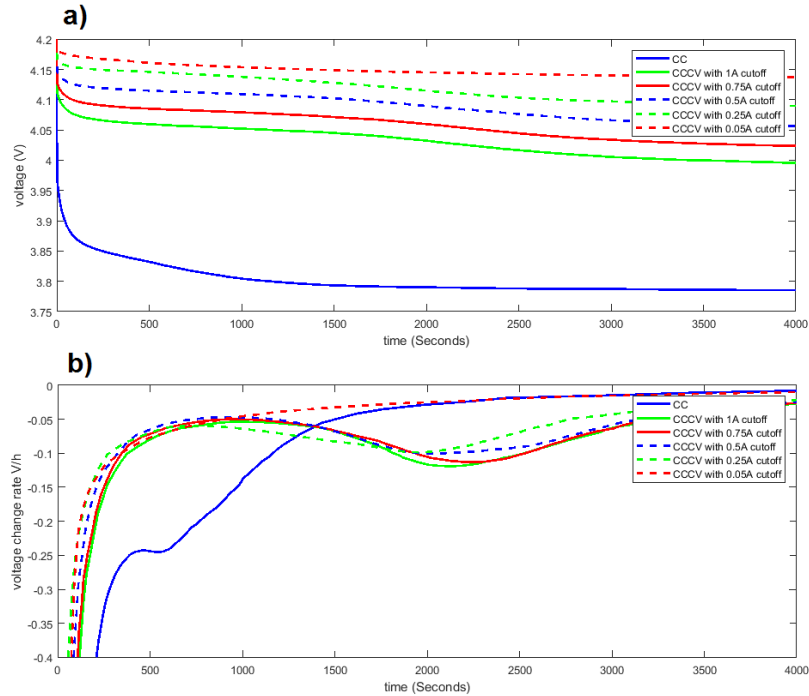 a)
4.2
4.15
4.1
4.05
4
3.95
3.9
3.85
3.8
3.75
voltage (V)
CC
CCCV with 1A cutoff
CCCV with 0.75A cutoff
CCCV with 0.5A cutoff
CCCV with 0.25A cutoff
CCCV with 0.05A cutoff
0 500 1000 1500 2000 2500 3000 3500 4000
time (Seconds)
b)
0
-0.05
-0.1
-0.15
-0.2
-0.25
-0.3
-0.35
-0.4
voltage change rate V/h
CC
CCCV with 1A cutoff
CCCV with 0.75A cutoff
CCCV with 0.5A cutoff
CCCV with 0.25A cutoff
CCCV with 0.05A cutoff
0 500 1000 1500 2000 2500 3000 3500 4000
time (Seconds)